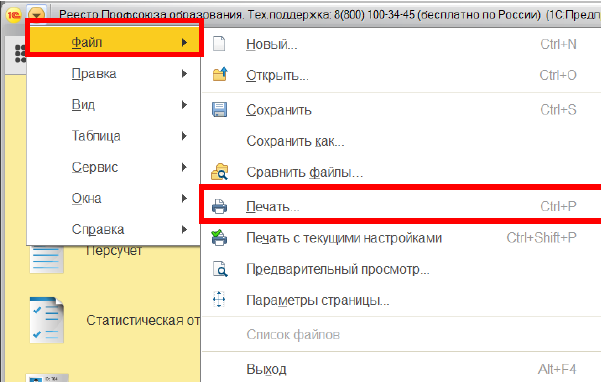 Реестр Профсоюза образования. Тех.поддержка: 8(800) 100-34-45 (бесплатно по России) (1С:Предп
Файл
Правка
Вид
Таблица
Сервис
Окна
Справка
Новый... Ctrl+N
Открыть... Ctrl+O
Сохранить Ctrl+S
Сохранить как...
Сравнить файлы...
Печать... Ctrl+P
Печать с текущими настройками Ctrl+Shift+P
Предварительный просмотр...
Параметры страницы...
Список файлов
Выход Alt+F4
Персучет
Статистическая от